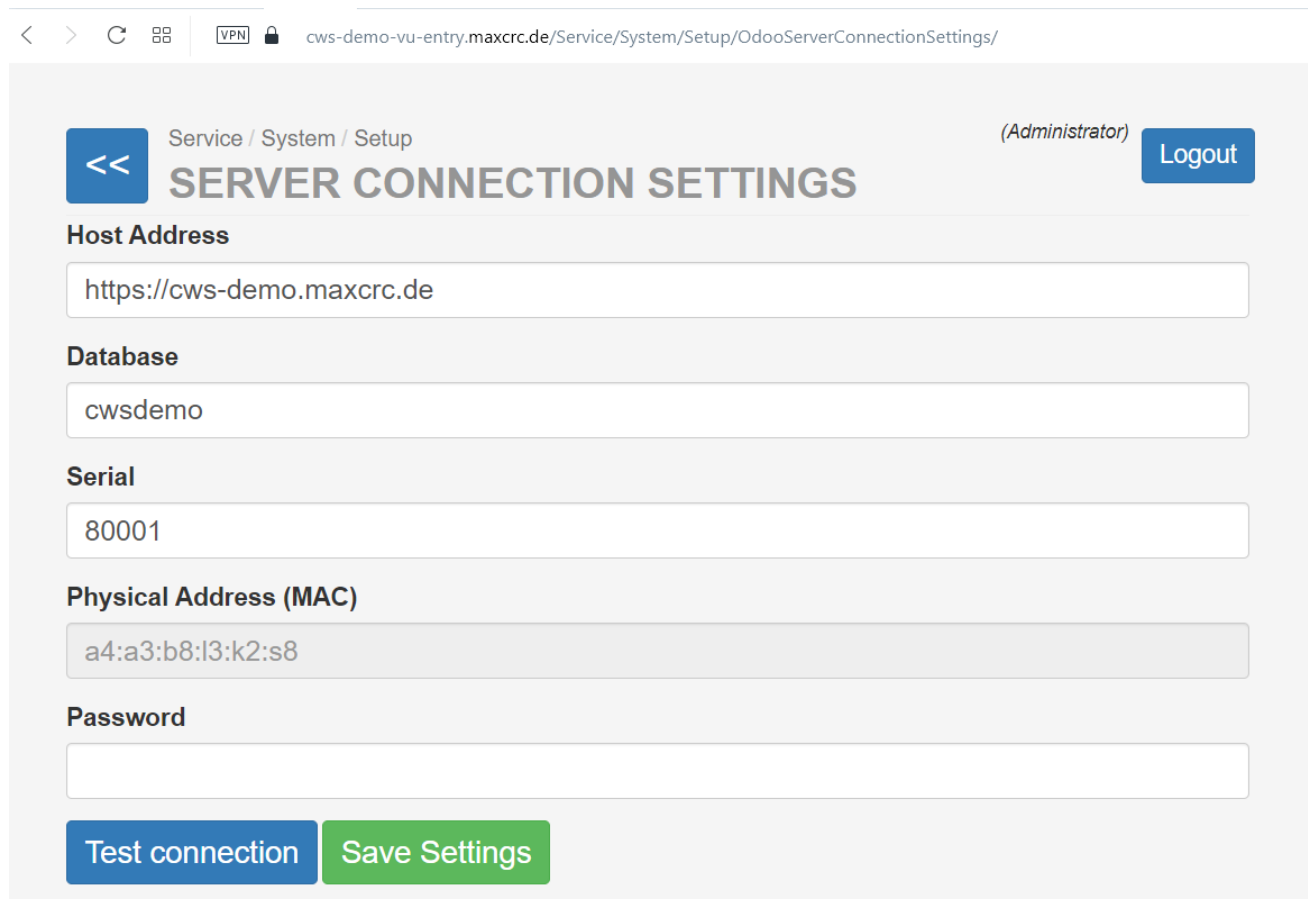 VPN cws-demo-vu-entry.maxcrc.de/Service/System/Setup/OdooServerConnectionSettings/
<< Service / System / Setup (Administrator) Logout
SERVER CONNECTION SETTINGS
Host Address
https://cws-demo.maxcrc.de
Database
cwsdemo
Serial
80001
Physical Address (MAC)
a4:a3:b8:l3:k2:s8
Password
Test connection Save Settings